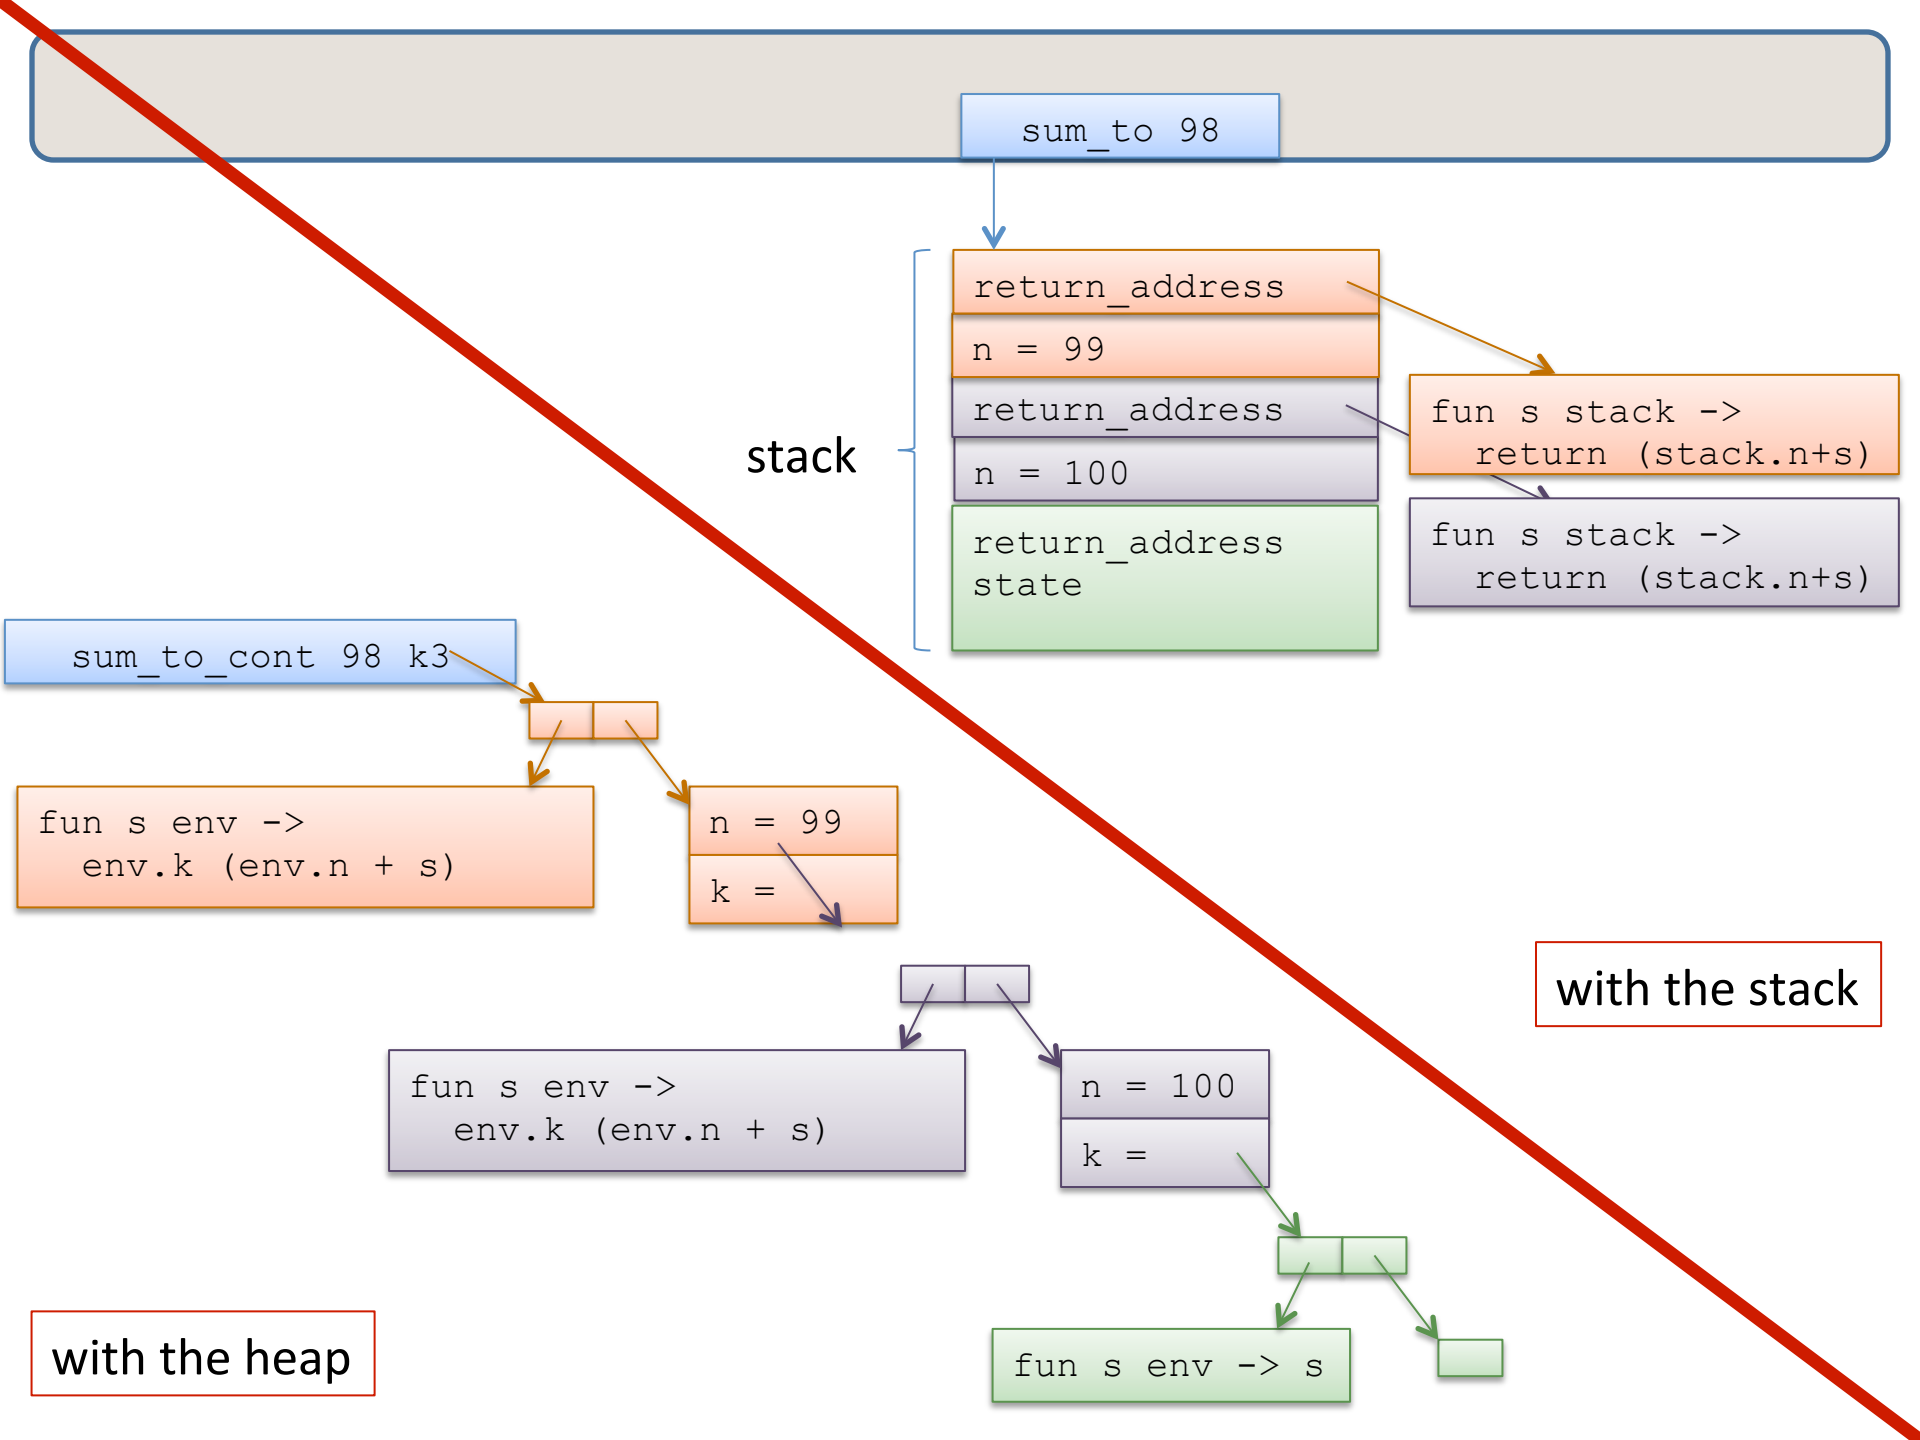 sum_to 98
return_address
n = 99
return_address
n = 100
return_address
state
stack
fun s stack ->
return (stack.n+s)
fun s stack ->
return (stack.n+s)
sum_to_cont 98 k3
fun s env ->
env.k (env.n + s)
n = 99
k =
fun s env ->
env.k (env.n + s)
n = 100
k =
fun s env -> s
with the stack
with the heap